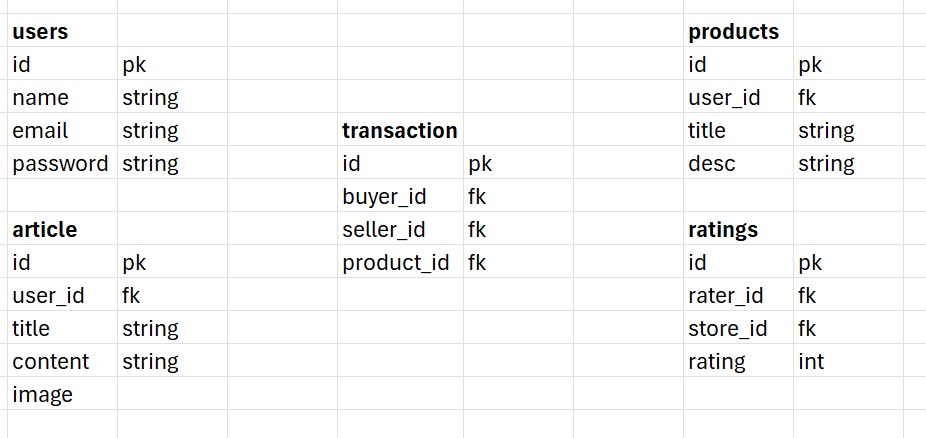 users
id pk
name string
email string
password string
article
id pk
user_id fk
title string
content string
image
transaction
id pk
buyer_id fk
seller_id fk
product_id fk
products
id pk
user_id fk
title string
desc string
ratings
id pk
rater_id fk
store_id fk
rating int